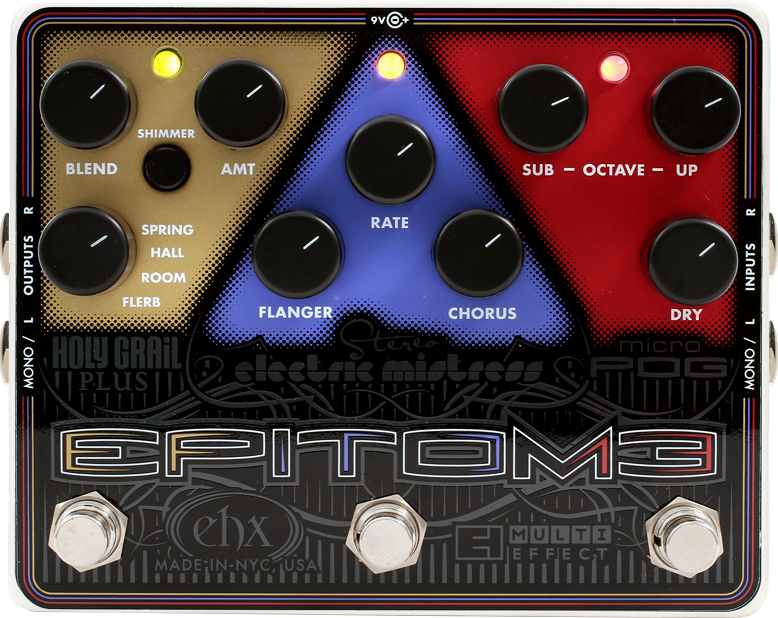 9V - +
SHIMMER
BLEND
AMT
SUB – OCTAVE – UP
RATE
SPRING
HALL
ROOM
FLERB
FLANGER
CHORUS
DRY
OUTPUTS R
MONO / L
INPUTS R
MONO / L
HOLY GRAIL
PLUS
Stereo
electric mistress
micro
POG
EPITOM3
ehx
MADE IN NYC, USA
MULTI
EFFECT